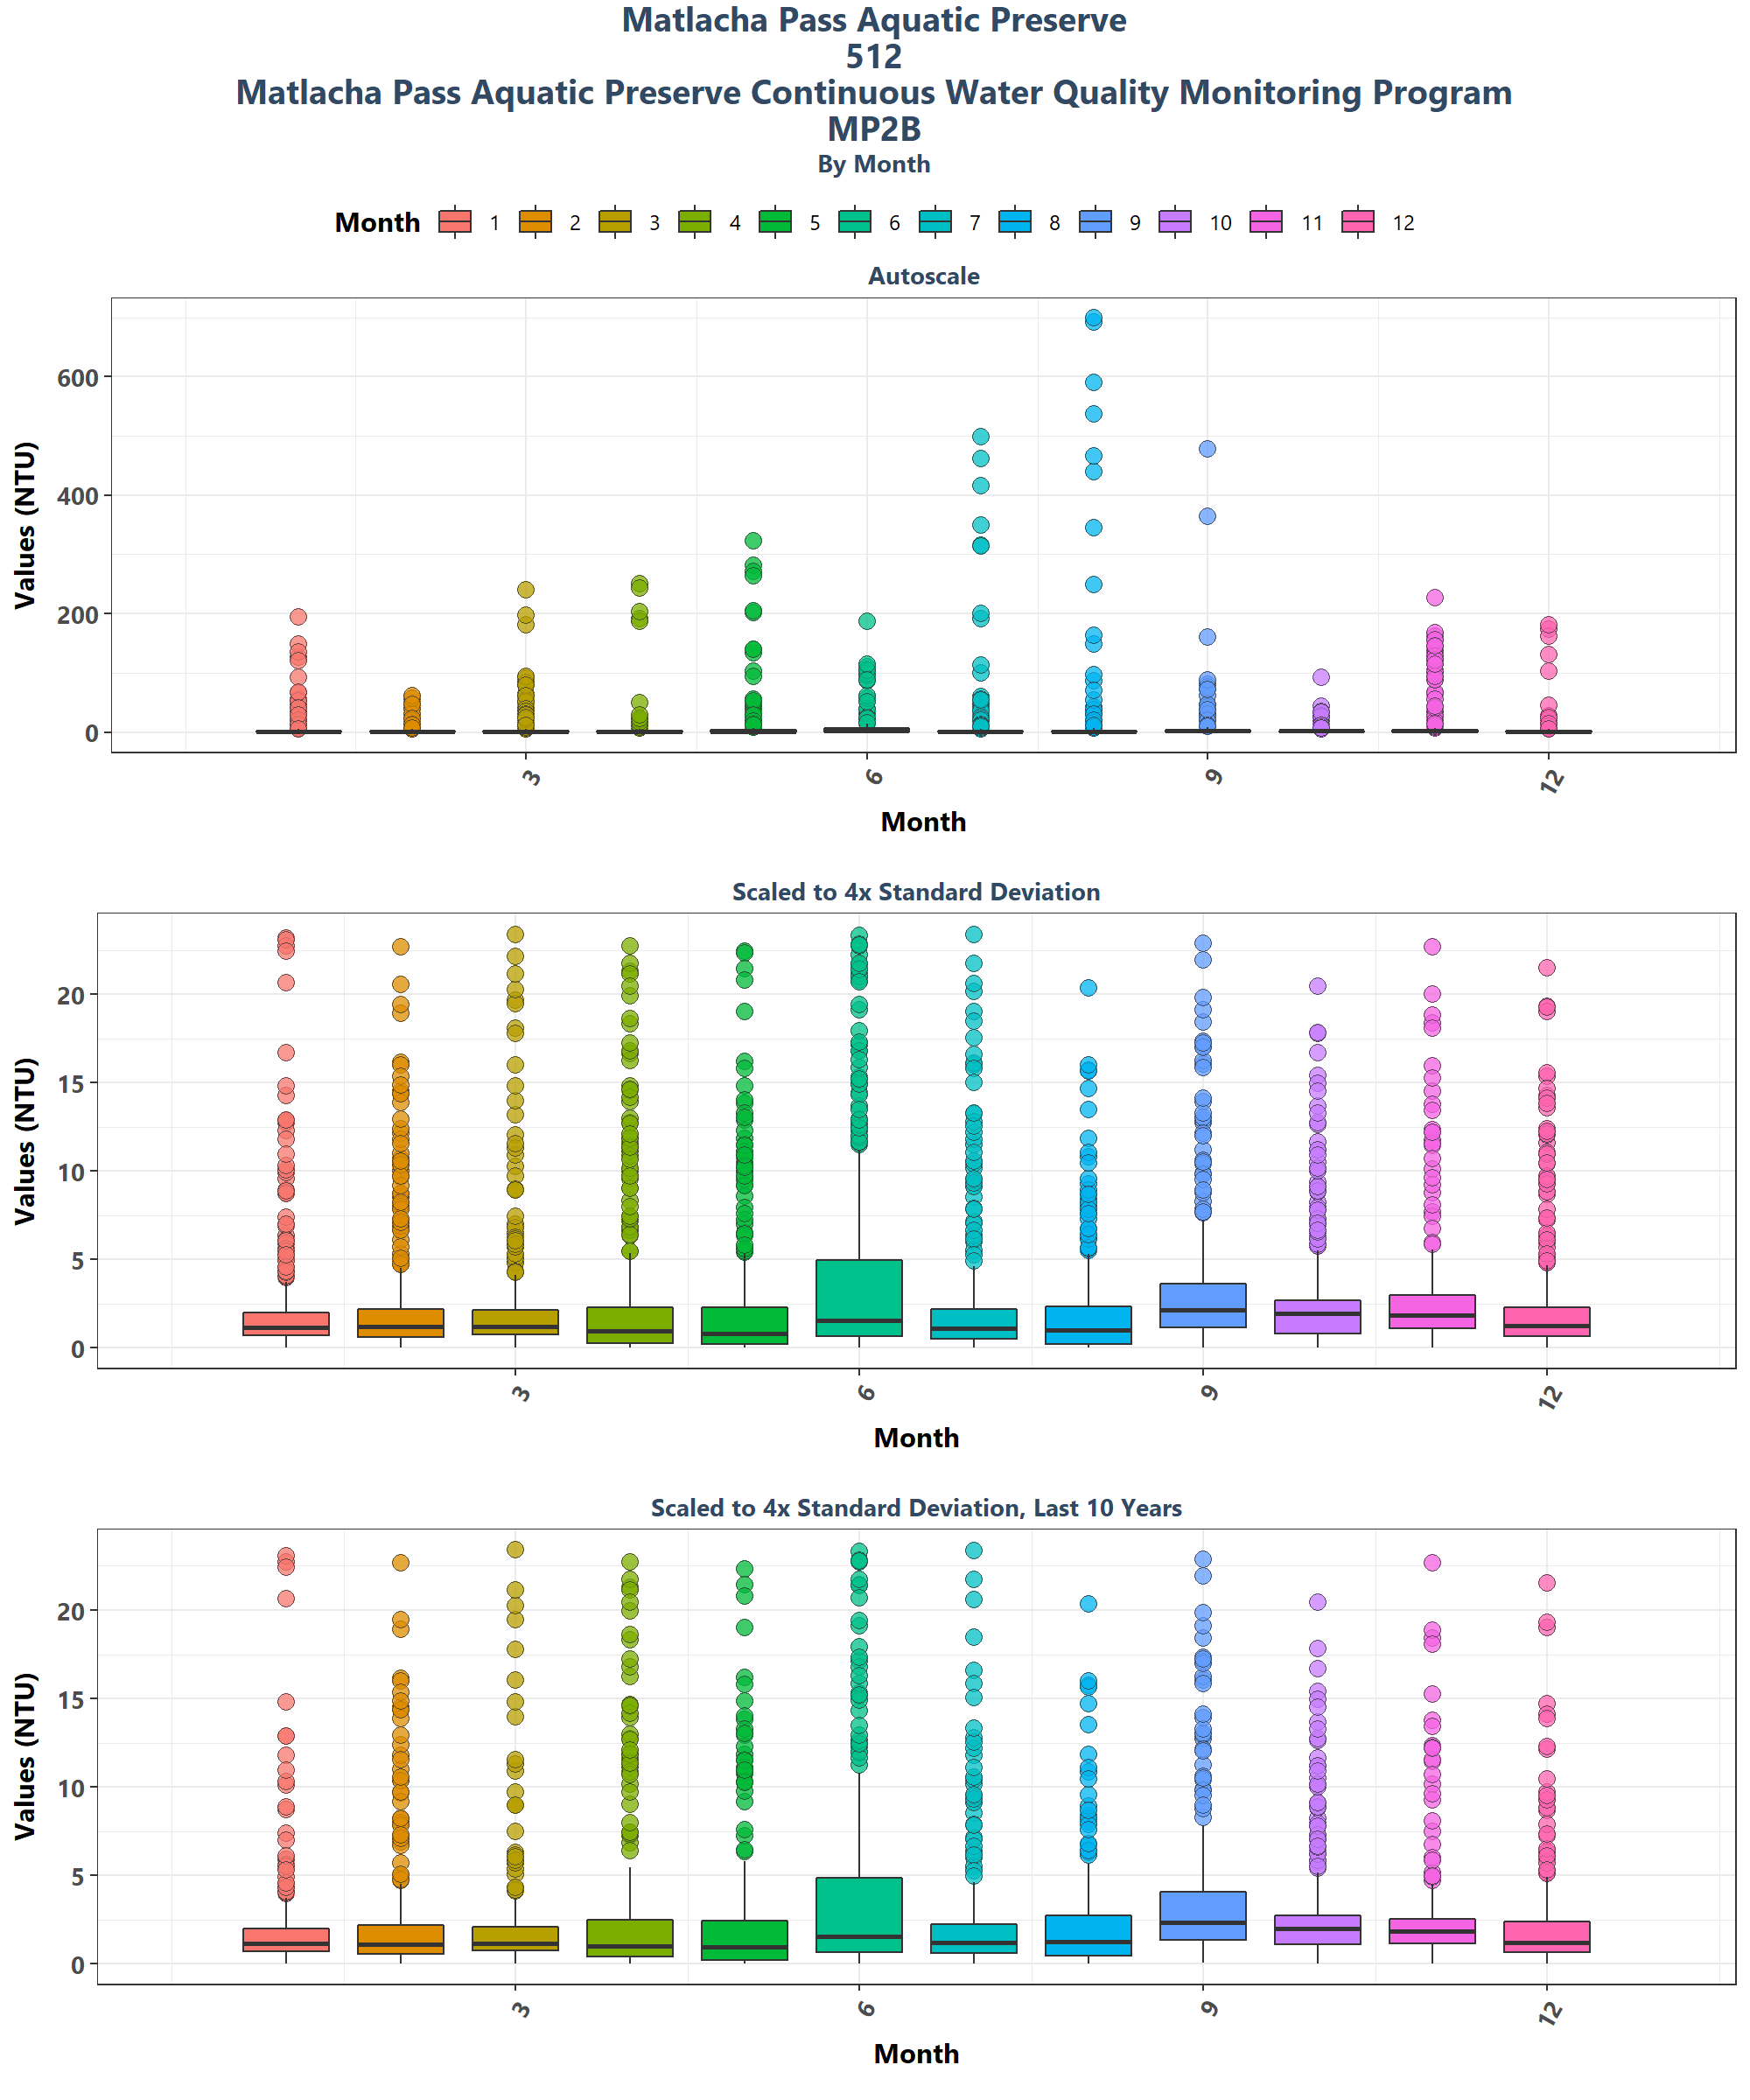 Matlacha Pass Aquatic Preserve
512
Matlacha Pass Aquatic Preserve Continuous Water Quality Monitoring Program
MP2B
By Month
Month 1 2 3 4 5 6 7 8 9 10 11 12
Autoscale
Values (NTU)
600
400
200
0
3 6 9 12
Month
Scaled to 4x Standard Deviation
Values (NTU)
20
15
10
5
0
3 6 9 12
Month
Scaled to 4x Standard Deviation, Last 10 Years
Values (NTU)
20
15
10
5
0
3 6 9 12
Month